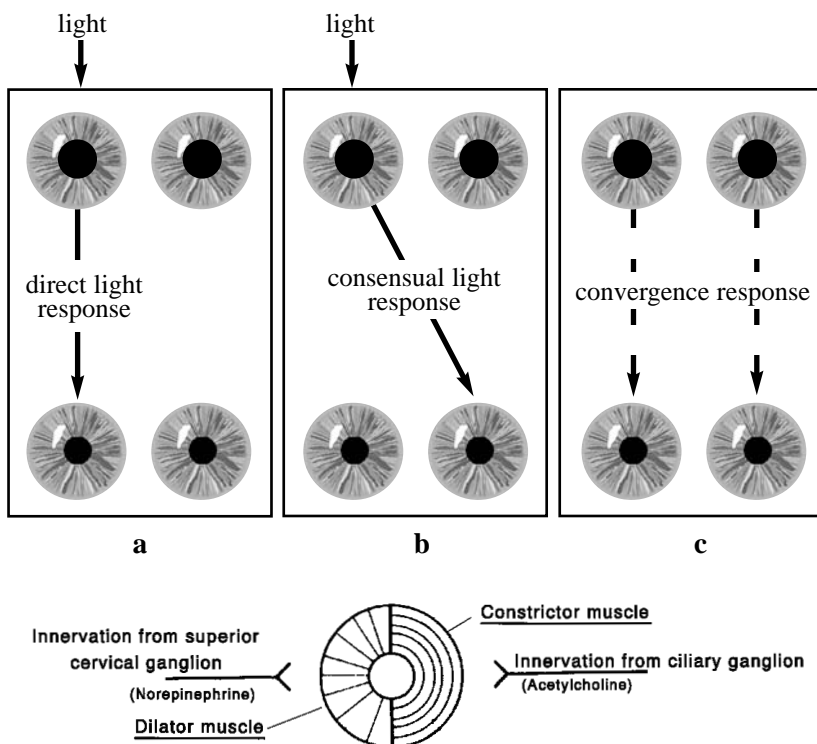 light
light
direct light
response
consensual light
response
convergence response
a
b
c
Innervation from superior
cervical ganglion
(Norepinephrine)
Dilator muscle
Constrictor muscle
Innervation from ciliary ganglion
(Acetylcholine)